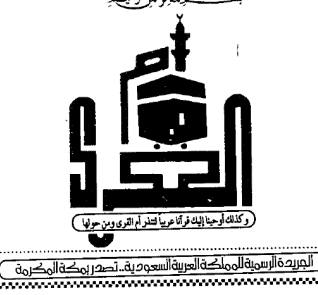 أم
القرى
وكذلك أوحينا إليك قرآناً عربياً لتنذر أم القرى ومن حولها
الجريدة الرسمية للمملكة العربية السعودية.. تصدر بمكة المكرمة